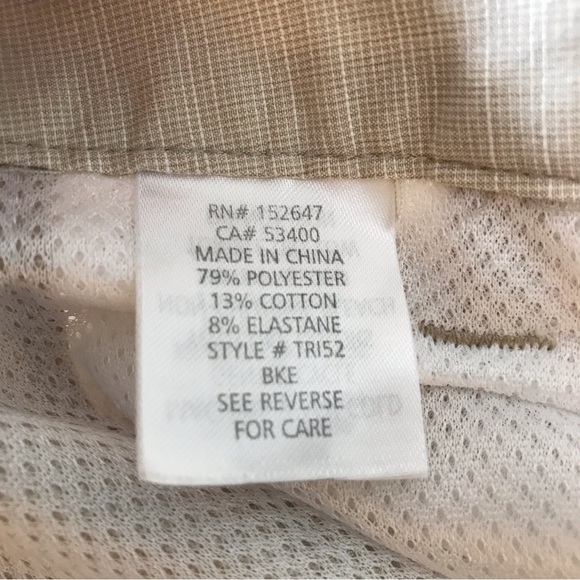 RN# 152647
CA# 53400
MADE IN CHINA
79% POLYESTER
13% COTTON
8% ELASTANE
STYLE # TRI52
BKE
SEE REVERSE
FOR CARE